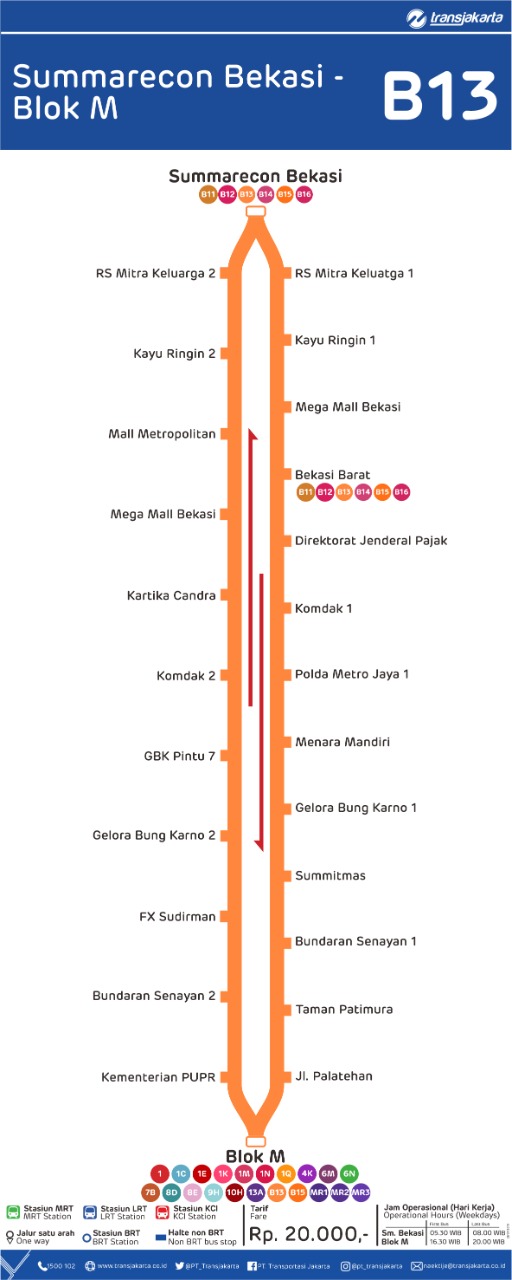 transjakarta
Summarecon Bekasi -
Blok M
B13
Summarecon Bekasi
B11 B12 B13 B14 B15 B16
RS Mitra Keluarga 2
RS Mitra Keluatga 1
Kayu Ringin 1
Kayu Ringin 2
Mega Mall Bekasi
Mall Metropolitan
Bekasi Barat
B11 B12 B13 B14 B15 B16
Mega Mall Bekasi
Direktorat Jenderal Pajak
Kartika Candra
Komdak 1
Komdak 2
Polda Metro Jaya 1
Menara Mandiri
GBK Pintu 7
Gelora Bung Karno 1
Gelora Bung Karno 2
Summitmas
FX Sudirman
Bundaran Senayan 1
Bundaran Senayan 2
Taman Patimura
Kementerian PUPR
Jl. Palatehan
Blok M
1 1C 1E 1K 1M 1N 1Q 4K 6M 6N
7B 8D 8E 9H 10H 13A B13 B15 MR1 MR2 MR3
Stasiun MRT
MRT Station
Stasiun LRT
LRT Station
Stasiun KCI
KCI Station
Jalur satu arah
One way
Stasiun BRT
BRT Station
Halte non BRT
Non BRT bus stop
Tarif
Fare
Rp. 20.000,-
Jam Operasional (Hari Kerja)
Operational Hours (Weekdays)
First Bus Last Bus
Sm. Bekasi 05.30 WIB 08.00 WIB
Blok M 16.30 WIB 20.00 WIB
1500 102 www.transjakarta.co.id @PT_Transjakarta PT Transportasi Jakarta @pt_transjakarta naektije@transjakarta.co.id